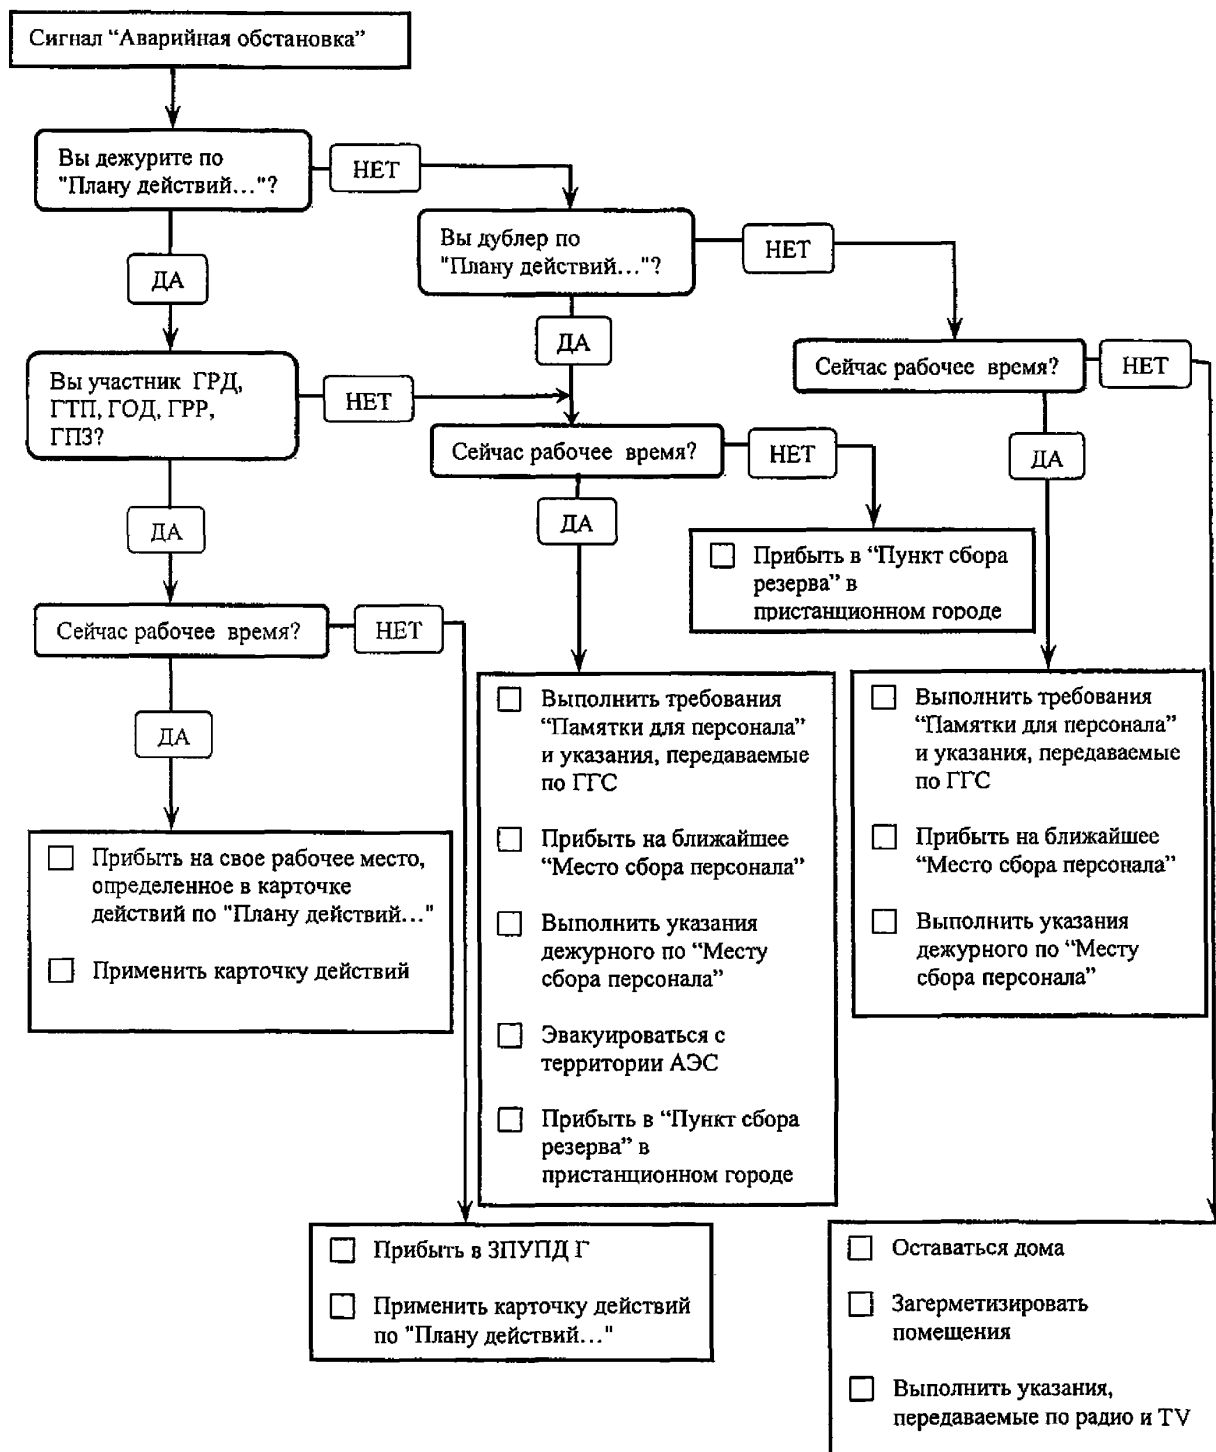 Сигнал “Аварийная обстановка”
Вы дежурите по
"Плану действий…"?
НЕТ
ДА
Вы дублер по
"Плану действий…"?
НЕТ
ДА
Вы участник ГРД,
ГТП, ГОД, ГРР,
ГПЗ?
НЕТ
ДА
Сейчас рабочее время?
НЕТ
ДА
Сейчас рабочее время?
НЕТ
ДА
Прибыть в “Пункт сбора
резерва” в
пристанционном городе
Сейчас рабочее время?
НЕТ
ДА
Прибыть на свое рабочее место,
определенное в карточке
действий по "Плану действий…"
Применить карточку действий
Выполнить требования
“Памятки для персонала”
и указания, передаваемые
по ГГС
Прибыть на ближайшее
“Место сбора персонала”
Выполнить указания
дежурного по “Месту
сбора персонала”
Эвакуироваться с
территории АЭС
Прибыть в “Пункт сбора
резерва” в
пристанционном городе
Выполнить требования
“Памятки для персонала”
и указания, передаваемые
по ГГС
Прибыть на ближайшее
“Место сбора персонала”
Выполнить указания
дежурного по “Месту
сбора персонала”
Прибыть в ЗПУПД Г
Применить карточку действий
по "Плану действий…"
Оставаться дома
Загерметизировать
помещения
Выполнить указания,
передаваемые по радио и TV